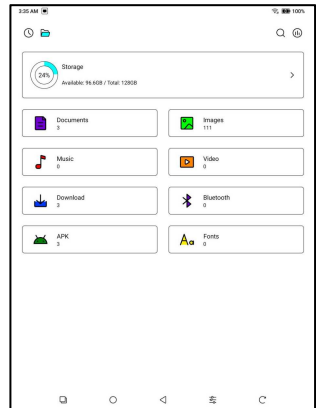 3:35 AM
100%
24%
Storage
Available: 96.6GB / Total: 128GB
Documents
3
Images
111
Music
0
Video
0
Download
3
Bluetooth
0
APK
3
Aa
Fonts
0